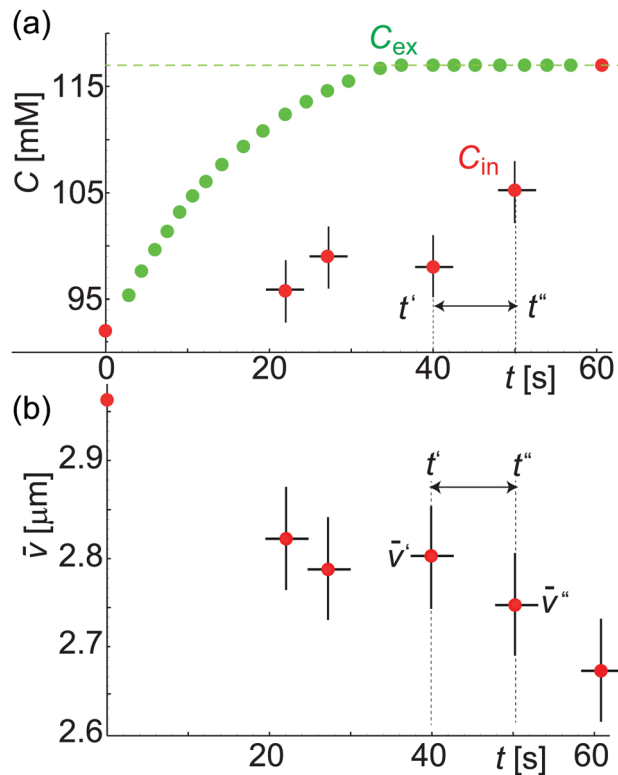 (a)
C_ex
115
C [mM]
105
C_in
95
t‘ t“
0 20 40 60
t [s]
(b)
2.9
t‘ t“
v̄ [μm]
2.8
v̄‘
v̄“
2.7
2.6
20 40 60
t [s]